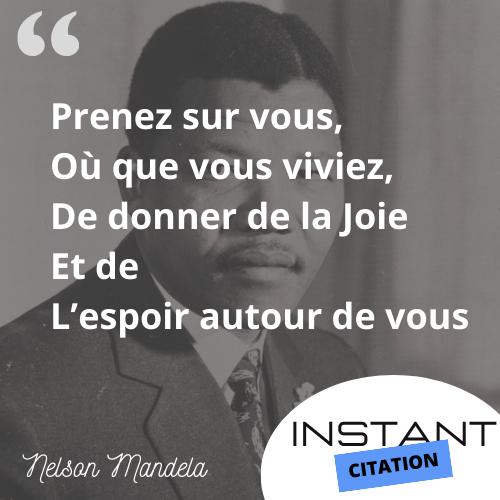 “
Prenez sur vous,
Où que vous viviez,
De donner de la Joie
Et de
L’espoir autour de vous
Nelson Mandela
INSTANT
CITATION